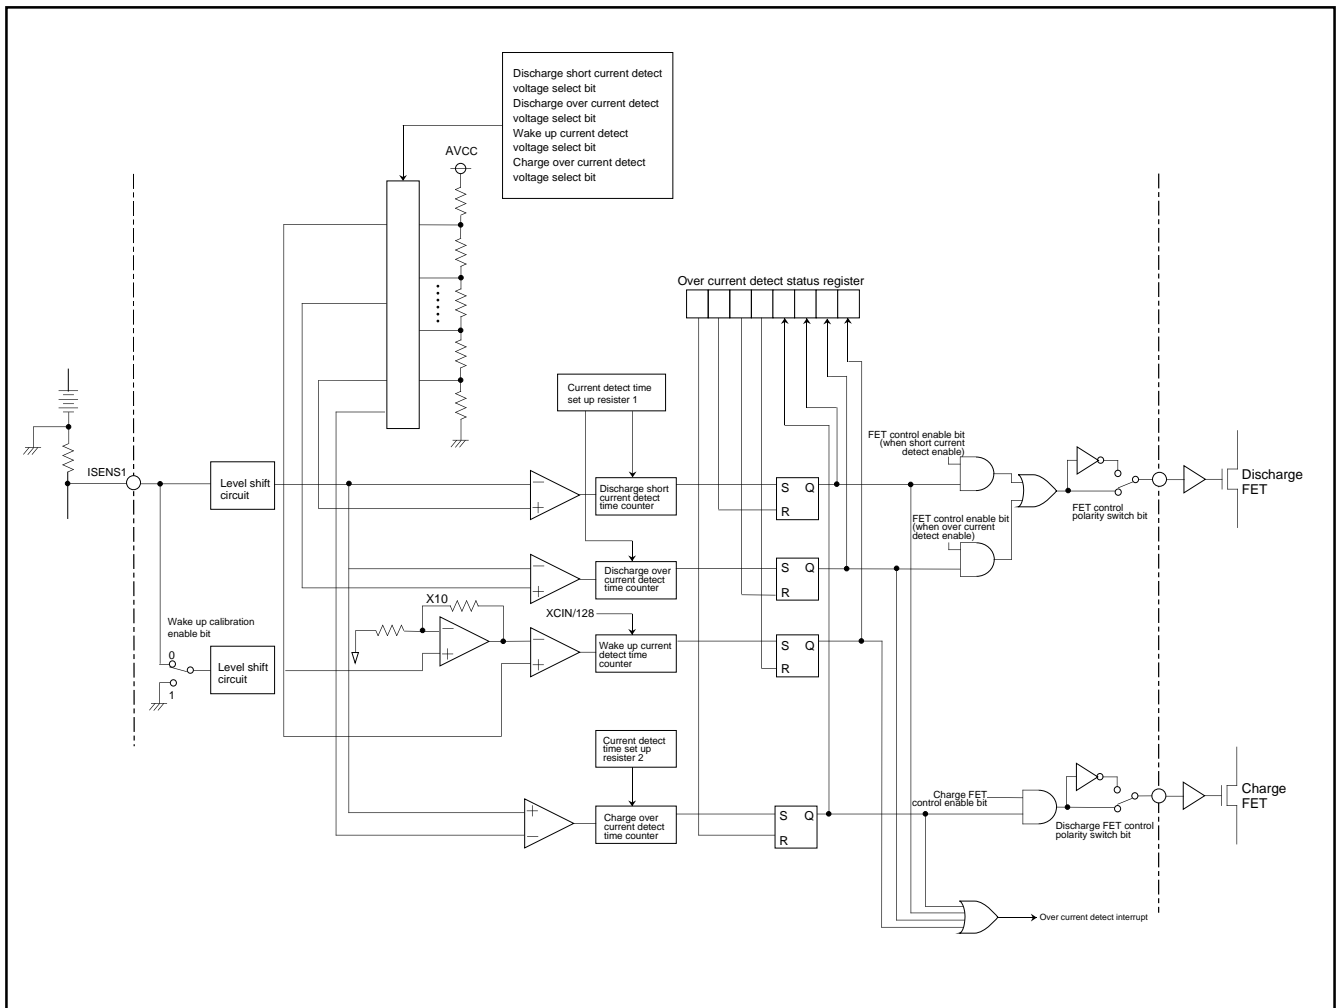 Discharge short current detect
voltage select bit
Discharge over current detect
voltage select bit
Wake up current detect
voltage select bit
Charge over current detect
voltage select bit
AVCC
Over current detect status register
Current detect time
set up resister 1
FET control enable bit
(when short current
detect enable)
ISENS1
Level shift
circuit
−
+
Discharge short
current detect
time counter
S Q
R
FET control
polarity switch bit
Discharge
FET
FET control enable bit
(when over current
detect enable)
−
+
Discharge over
current detect
time counter
S Q
R
X10
XCIN/128
Wake up calibration
enable bit
0
1
Level shift
circuit
−
+
−
+
Wake up current
detect time
counter
S Q
R
Current detect
time set up
resister 2
+
−
Charge over
current detect
time counter
S Q
R
Charge FET
control enable bit
Discharge FET control
polarity switch bit
Charge
FET
Over current detect interrupt